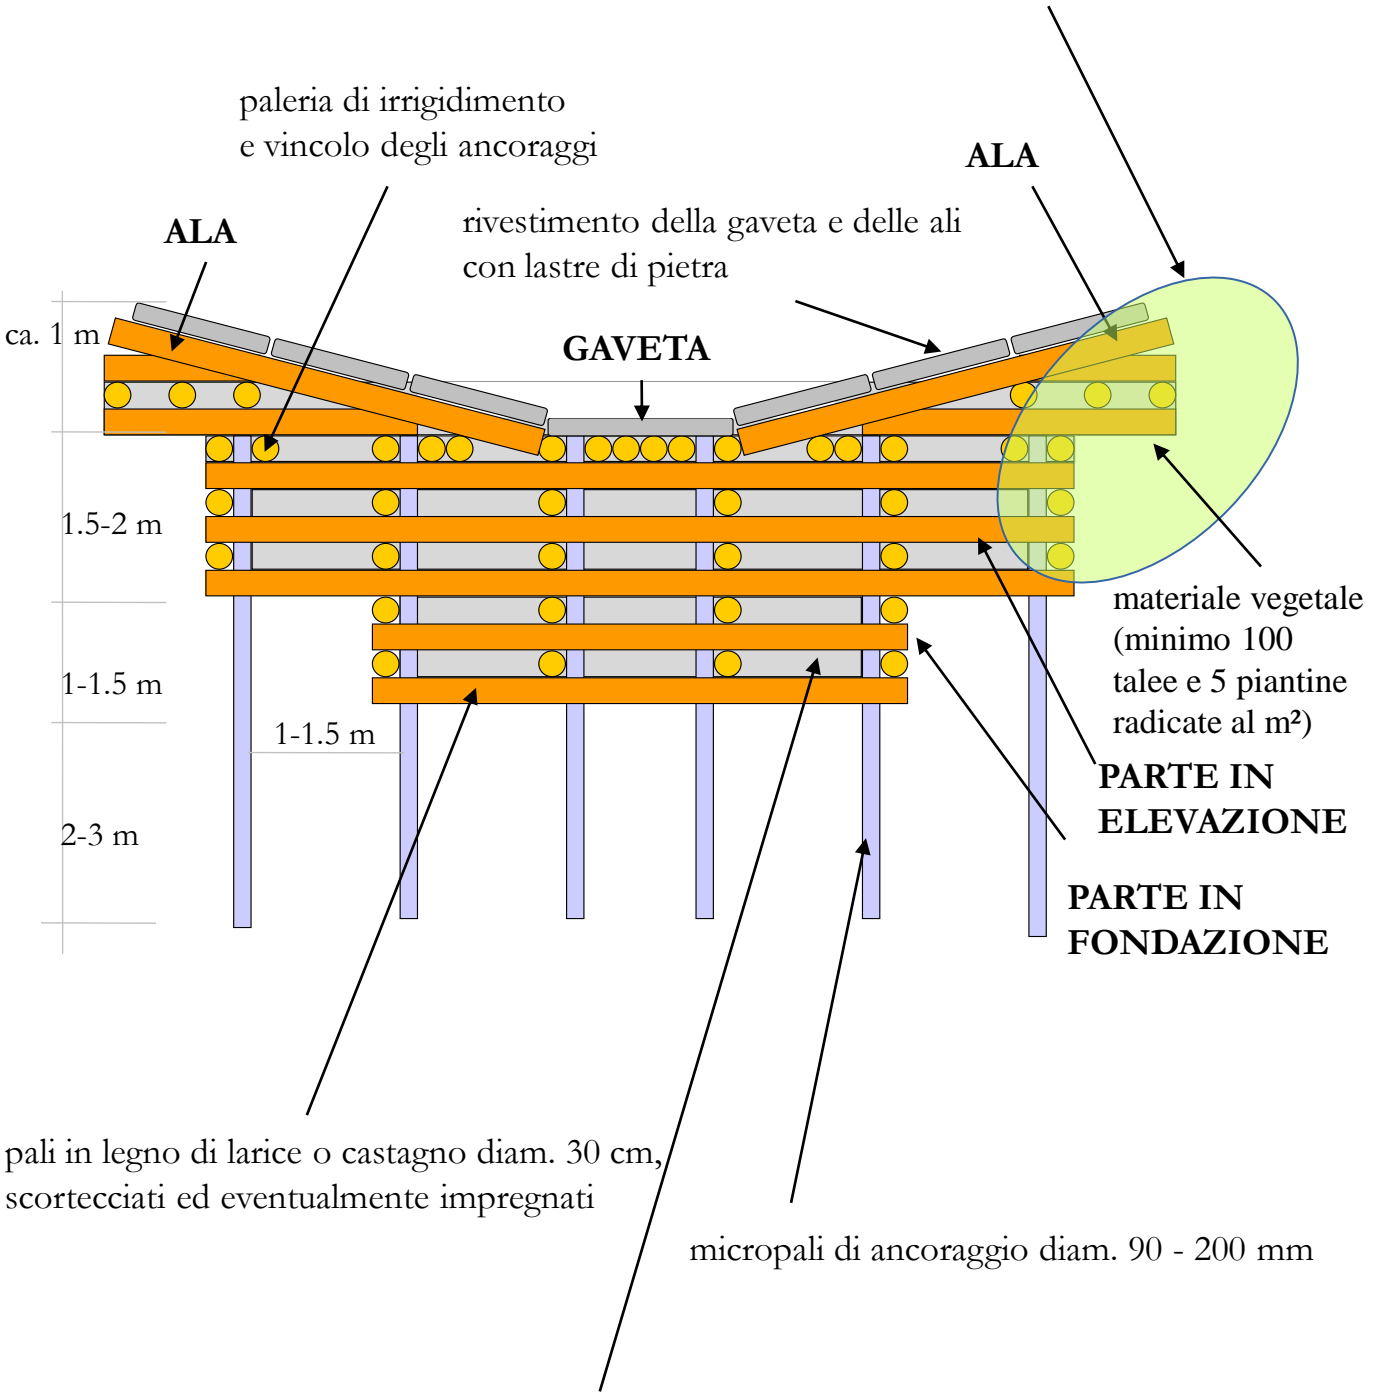 paleria di irrigidimento
e vincolo degli ancoraggi
ALA
ALA
rivestimento della gaveta e delle ali
con lastre di pietra
ca. 1 m
GAVETA
1.5-2 m
materiale vegetale
(minimo 100
talee e 5 piantine
radicate al m²)
1-1.5 m
1-1.5 m
PARTE IN
ELEVAZIONE
2-3 m
PARTE IN
FONDAZIONE
pali in legno di larice o castagno diam. 30 cm,
scortecciati ed eventualmente impregnati
micropali di ancoraggio diam. 90 - 200 mm